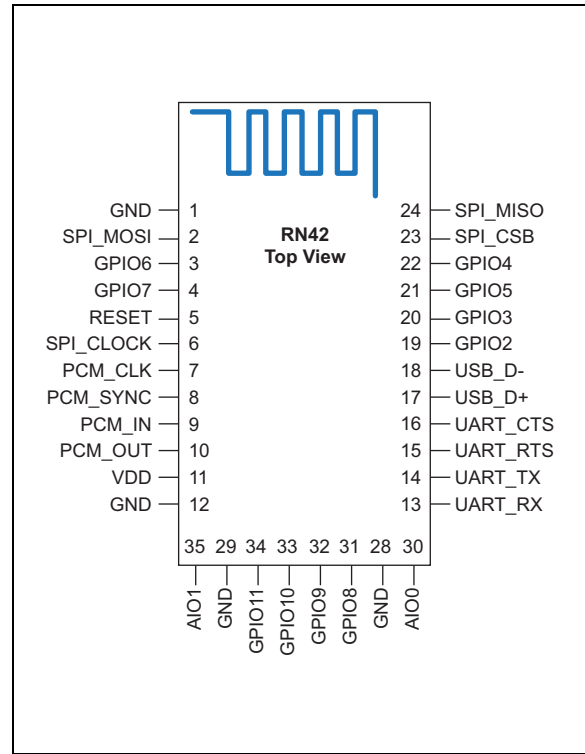 RN42
Top View
GND 1
SPI_MOSI 2
GPIO6 3
GPIO7 4
RESET 5
SPI_CLOCK 6
PCM_CLK 7
PCM_SYNC 8
PCM_IN 9
PCM_OUT 10
VDD 11
GND 12
24 SPI_MISO
23 SPI_CSB
22 GPIO4
21 GPIO5
20 GPIO3
19 GPIO2
18 USB_D-
17 USB_D+
16 UART_CTS
15 UART_RTS
14 UART_TX
13 UART_RX
35 29 34 33 32 31 28 30
AIO1
GND
GPIO11
GPIO10
GPIO9
GPIO8
GND
AIO0